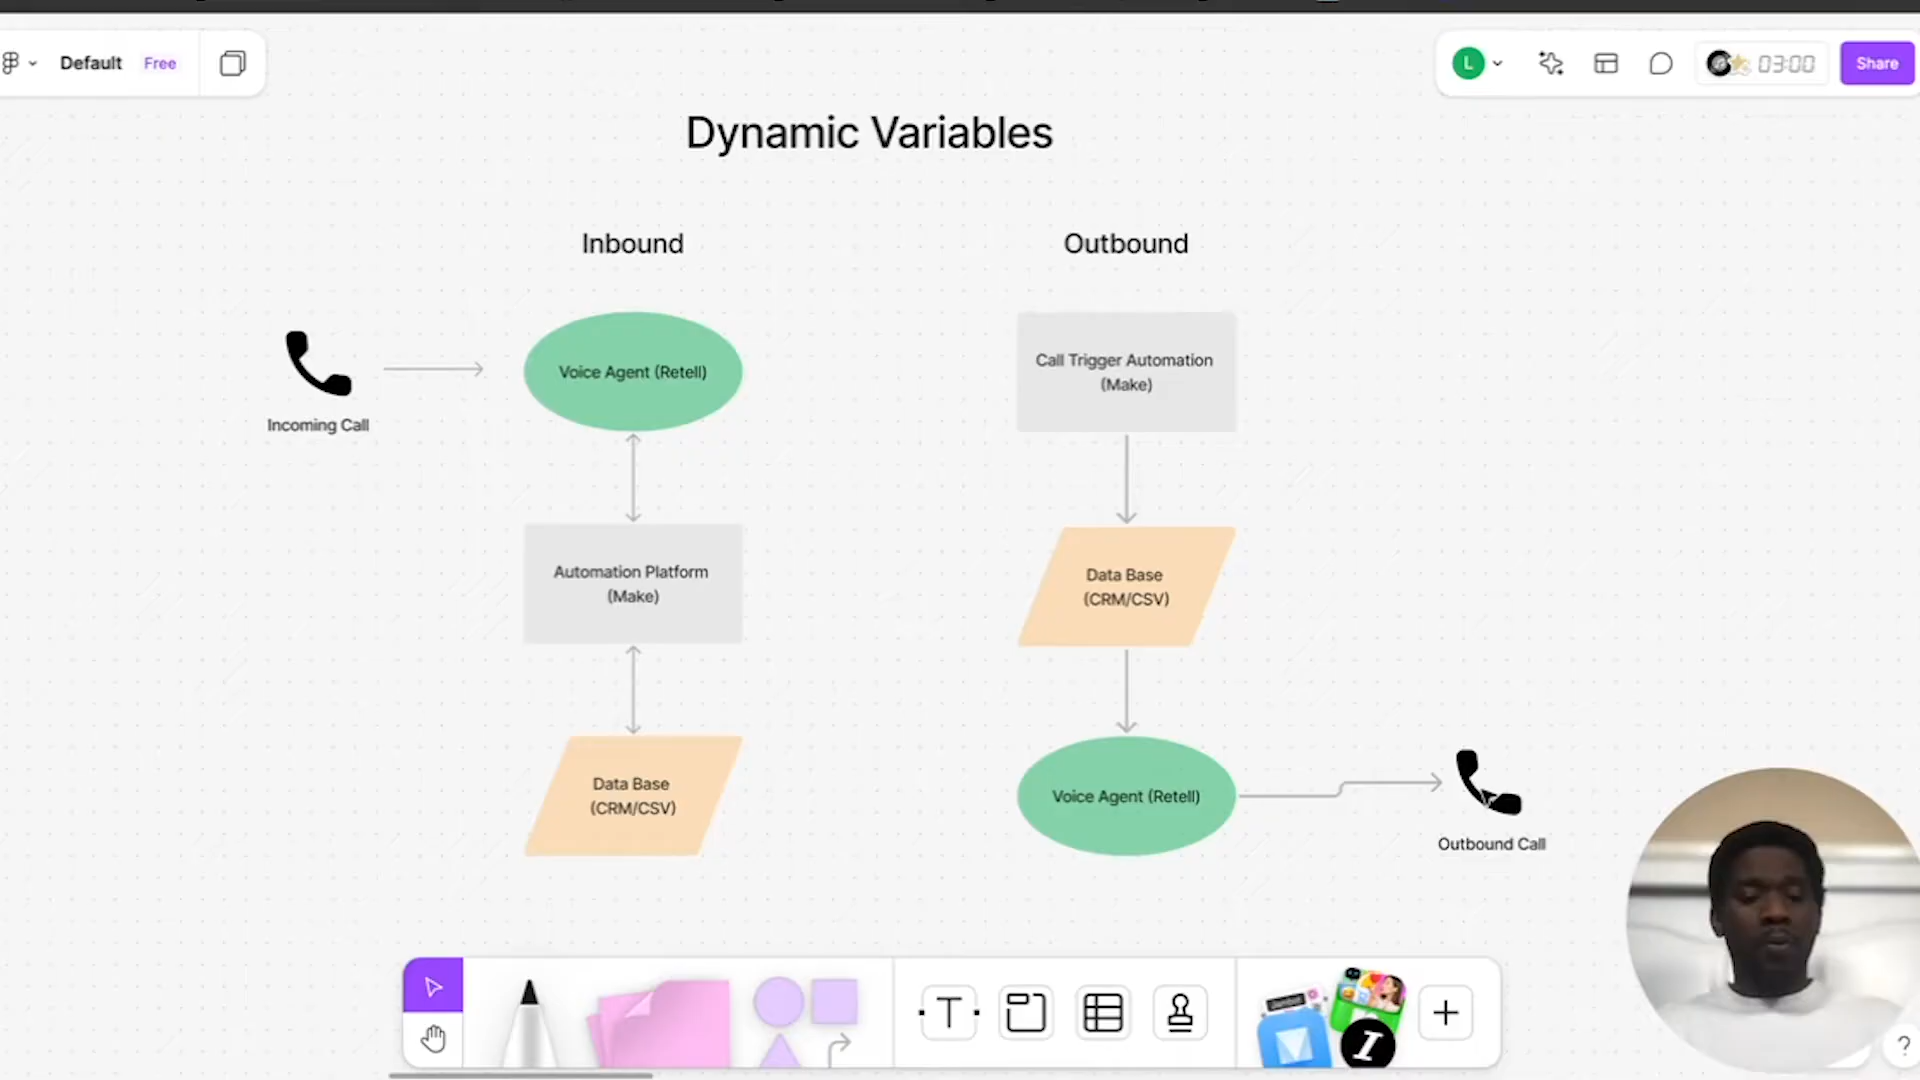 Default Free
L
03:00
Share
Dynamic Variables
Inbound
Outbound
Incoming Call
Voice Agent (Retell)
Automation Platform
(Make)
Data Base
(CRM/CSV)
Call Trigger Automation
(Make)
Data Base
(CRM/CSV)
Voice Agent (Retell)
Outbound Call
T
I
?